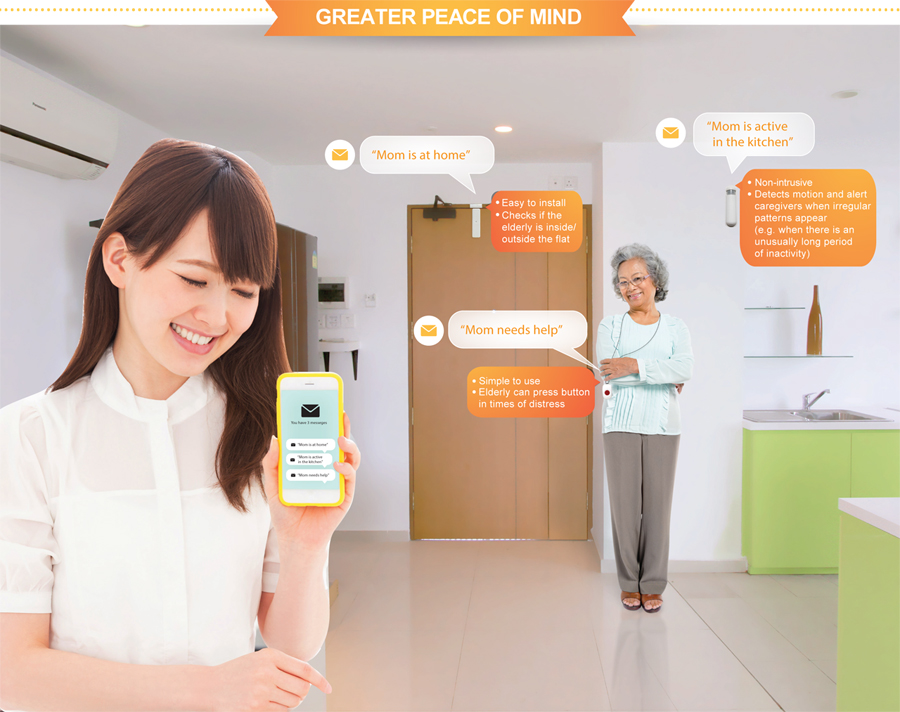 GREATER PEACE OF MIND
Panasonic
“Mom is at home”
• Easy to install
• Checks if the
elderly is inside/
outside the flat
“Mom is active
in the kitchen”
• Non-intrusive
• Detects motion and alert
caregivers when irregular
patterns appear
(e.g. when there is an
unusually long period
of inactivity)
“Mom needs help”
• Simple to use
• Elderly can press button
in times of distress
You have 3 messages
“Mom is at home”
“Mom is active
in the kitchen”
“Mom needs help”